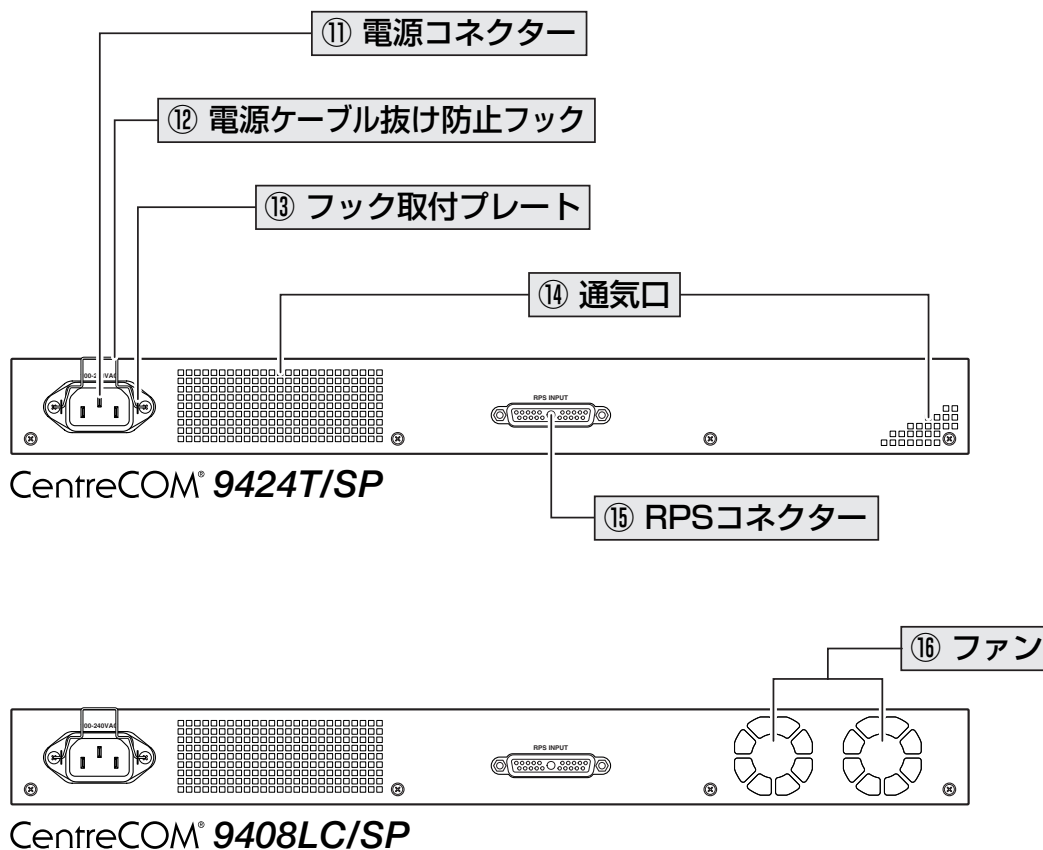 ⑪ 電源コネクター
⑫ 電源ケーブル抜け防止フック
⑬ フック取付プレート
⑭ 通気口
RPS INPUT
CentreCOM® 9424T/SP
⑮ RPSコネクター
⑯ ファン
00-240VAC
RPS INPUT
CentreCOM® 9408LC/SP